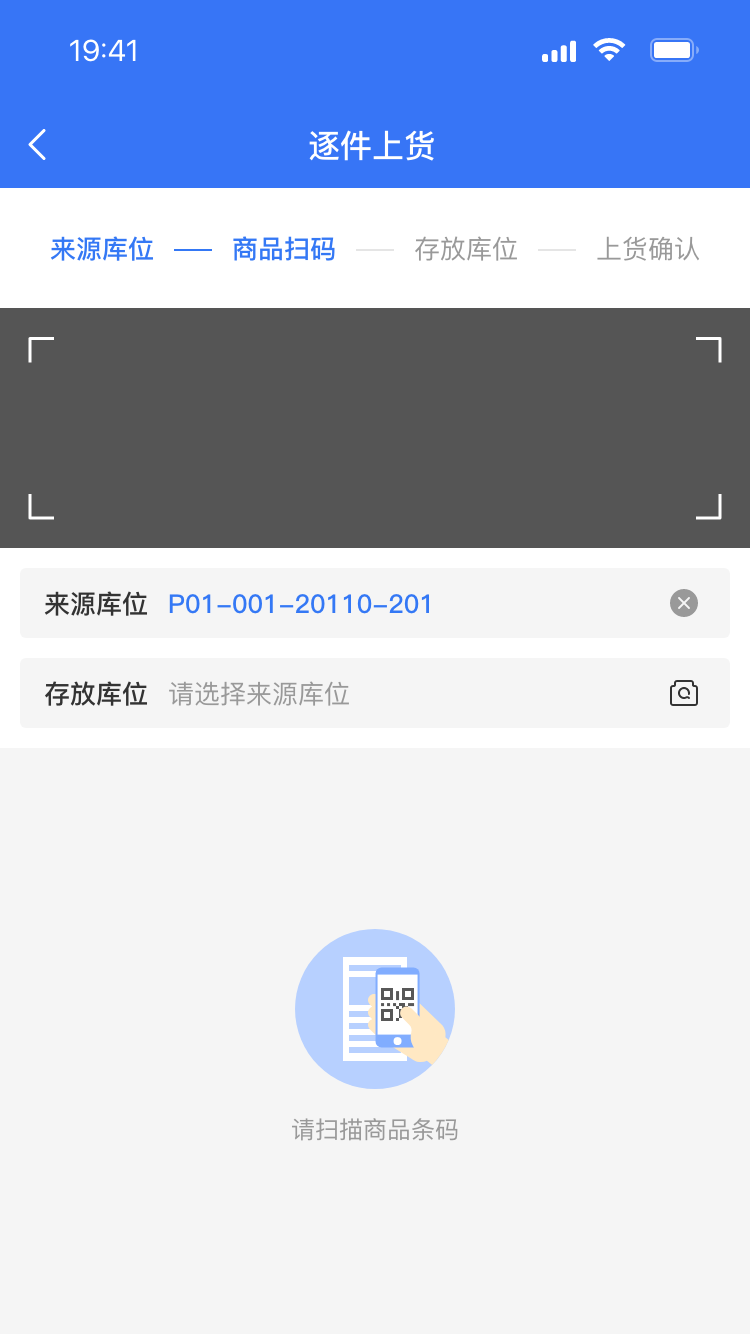 19:41
逐件上货
来源库位 商品扫码 存放库位 上货确认
来源库位 P01-001-20110-201
存放库位 请选择来源库位
请扫描商品条码